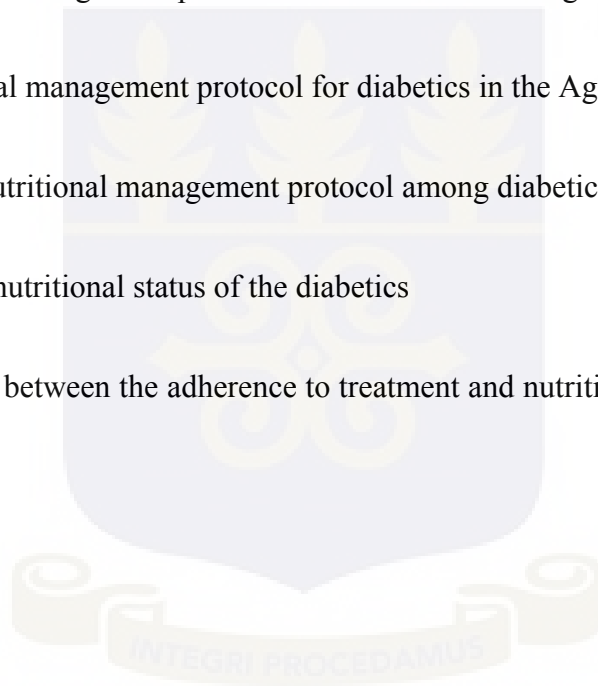 al management protocol for diabetics in the Ag
utritional management protocol among diabetic
nutritional status of the diabetics
between the adherence to treatment and nutriti
INTEGRI PROCEDAMUS